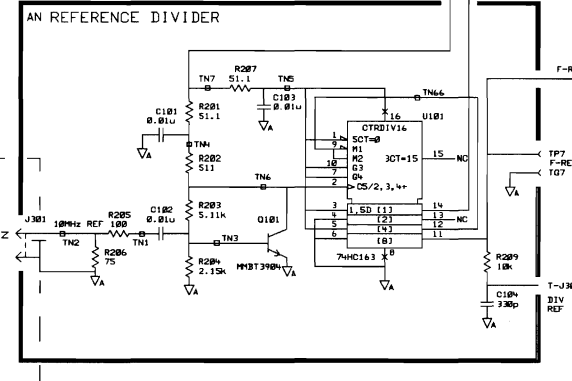 AN REFERENCE DIVIDER
F-R
R207
TN7 51.1 TN5
TN66
C103
0.01u
R201
51.1
C101
0.01u
16 U101
CTRDIV16
TN4
1 5CT=0
9 M1
M2 3CT=15 15 NC
10 G3
7 G4
2 C5/2,3,4+
R202
511
TN6
TP7
F-RE
TG7
A
R203
5.11k
C102
0.01u
Q101
3 1,5D [1] 14
4 [2] 13 NC
5 [4] 12
6 [8] 11
J301
10MHz REF
R205
100
Z
TN2
TN1
TN3
R206
75
R204
2.15k
MMBT3904
74HC163 8
R209
10k
T-J30
C104
330p
DIV
REF
A